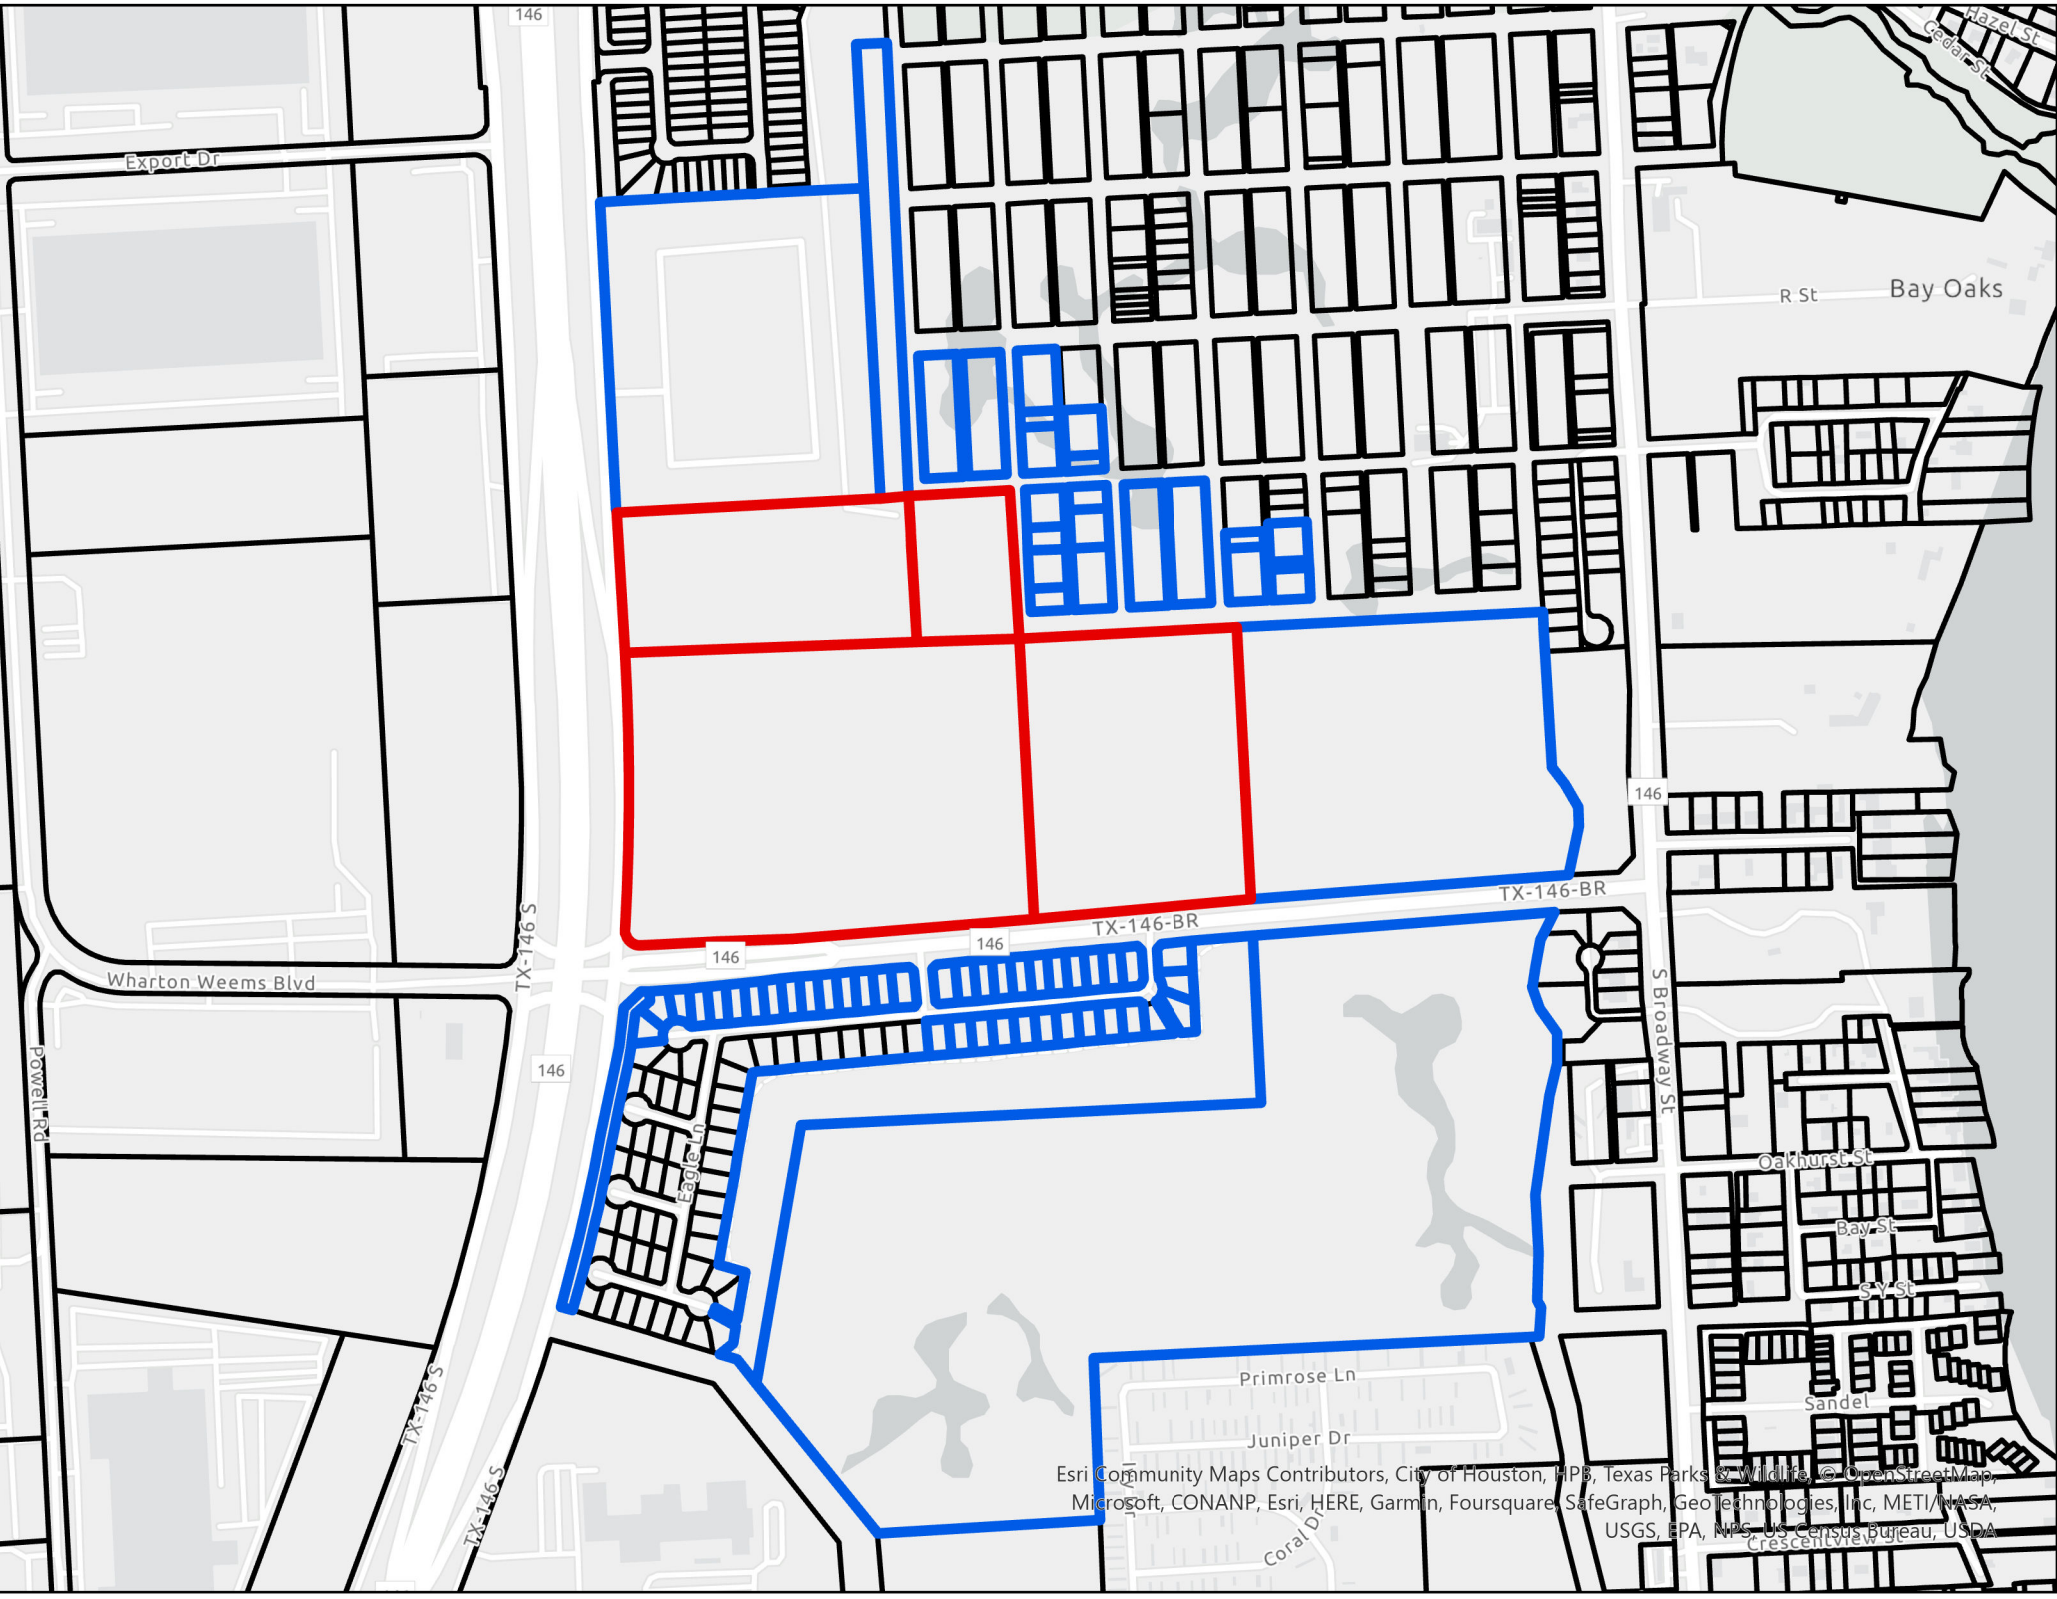 146
Hazel St
Cedar St
Export Dr
R St
Bay Oaks
146
TX-146-BR
TX-146-BR
146
146
TX-146 S
Wharton Weems Blvd
S Broadway St
Powell Rd
146
Eagle Ln
Oakhurst St
Bay St
S Y St
TX-146 S
Primrose Ln
Sandel
Juniper Dr
TX-146 S
Esri Community Maps Contributors, City of Houston, HPB, Texas Parks & Wildlife, © OpenStreetMap,
Microsoft, CONANP, Esri, HERE, Garmin, Foursquare, SafeGraph, GeoTechnologies, Inc, METI/NASA,
USGS, EPA, NPS, US Census Bureau, USDA
Coral Dr
Crescentview St